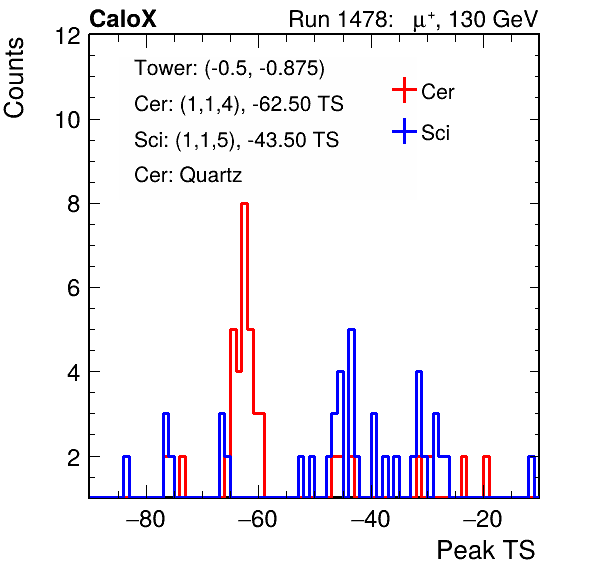 CaloX Run 1478: μ+, 130 GeV
Counts
12
10
8
6
4
2
Tower: (-0.5, -0.875)
Cer: (1,1,4), -62.50 TS
Sci: (1,1,5), -43.50 TS
Cer: Quartz
Cer
Sci
−80 −60 −40 −20
Peak TS